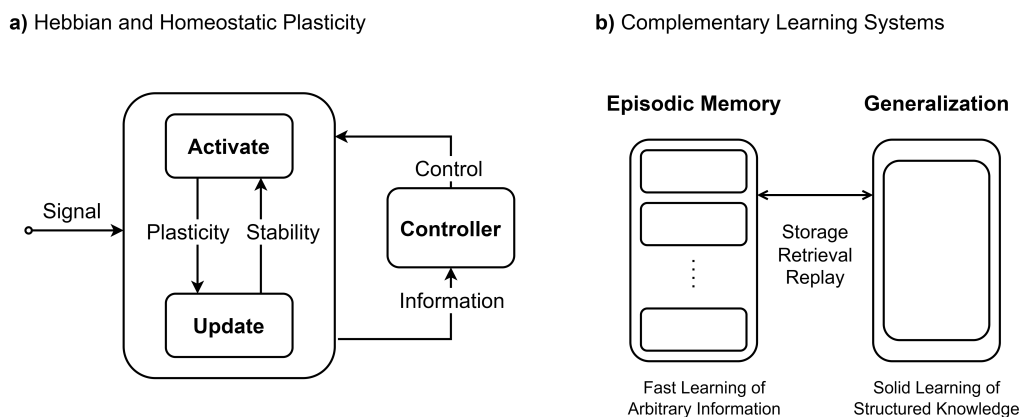 a) Hebbian and Homeostatic Plasticity
Activate
Signal
Plasticity
Stability
Update
Control
Controller
Information
b) Complementary Learning Systems
Episodic Memory
Generalization
Storage
Retrieval
Replay
Fast Learning of
Arbitrary Information
Solid Learning of
Structured Knowledge